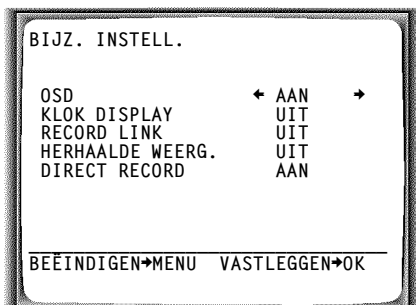 BIJZ. INSTELL.
OSD ← AAN →
KLOK DISPLAY UIT
RECORD LINK UIT
HERHAALDE WEERG. UIT
DIRECT RECORD AAN
BEËINDIGEN→MENU VASTLEGGEN→OK